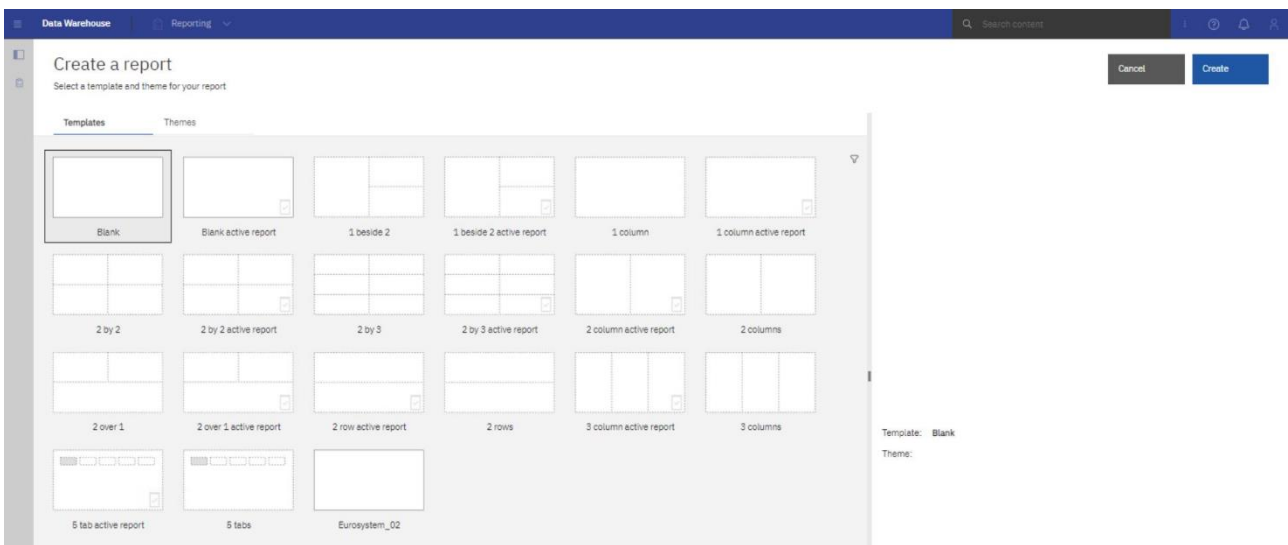 Data Warehouse
Reporting
Search content
Create a report
Select a template and theme for your report
Cancel
Create
Templates
Themes
Blank
Blank active report
1 beside 2
1 beside 2 active report
1 column
1 column active report
2 by 2
2 by 2 active report
2 by 3
2 by 3 active report
2 column active report
2 columns
2 over 1
2 over 1 active report
2 row active report
2 rows
3 column active report
3 columns
Template: Blank
Theme:
5 tab active report
5 tabs
Eurosystem_02